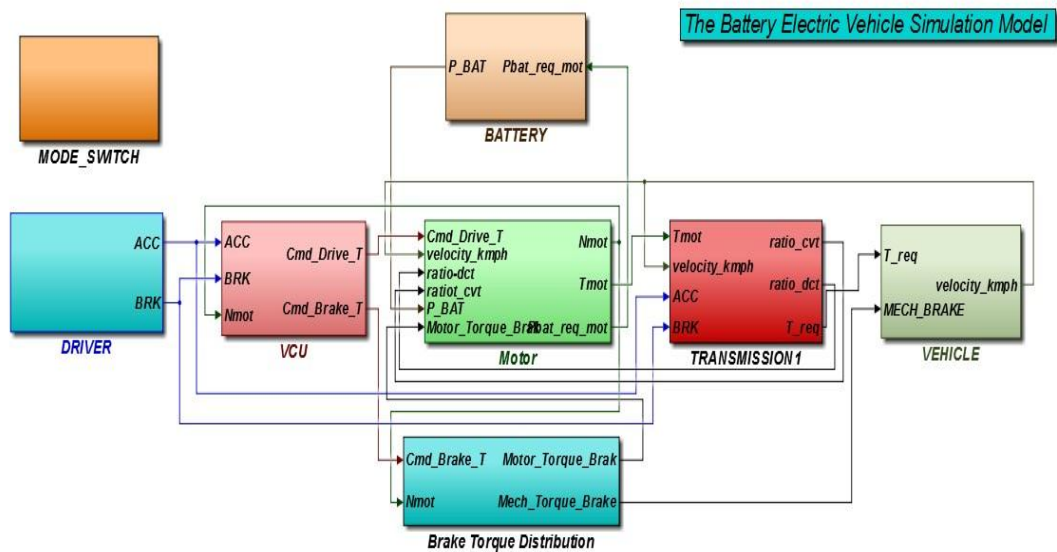 The Battery Electric Vehicle Simulation Model
P_BAT
Pbat_req_mot
BATTERY
MODE_SWITCH
ACC
BRK
DRIVER
ACC
BRK
Nmot
Cmd_Drive_T
Cmd_Brake_T
VCU
Cmd_Drive_T
velocity_kmph
ratio-dct
ratiot_cvt
P_BAT
Motor_Torque_Brak
Nmot
Tmot
Pbat_req_mot
Motor
Tmot
velocity_kmph
ACC
BRK
ratio_cvt
ratio_dct
T_req
TRANSMISSION1
T_req
MECH_BRAKE
velocity_kmph
VEHICLE
Cmd_Brake_T
Nmot
Motor_Torque_Brak
Mech_Torque_Brake
Brake Torque Distribution